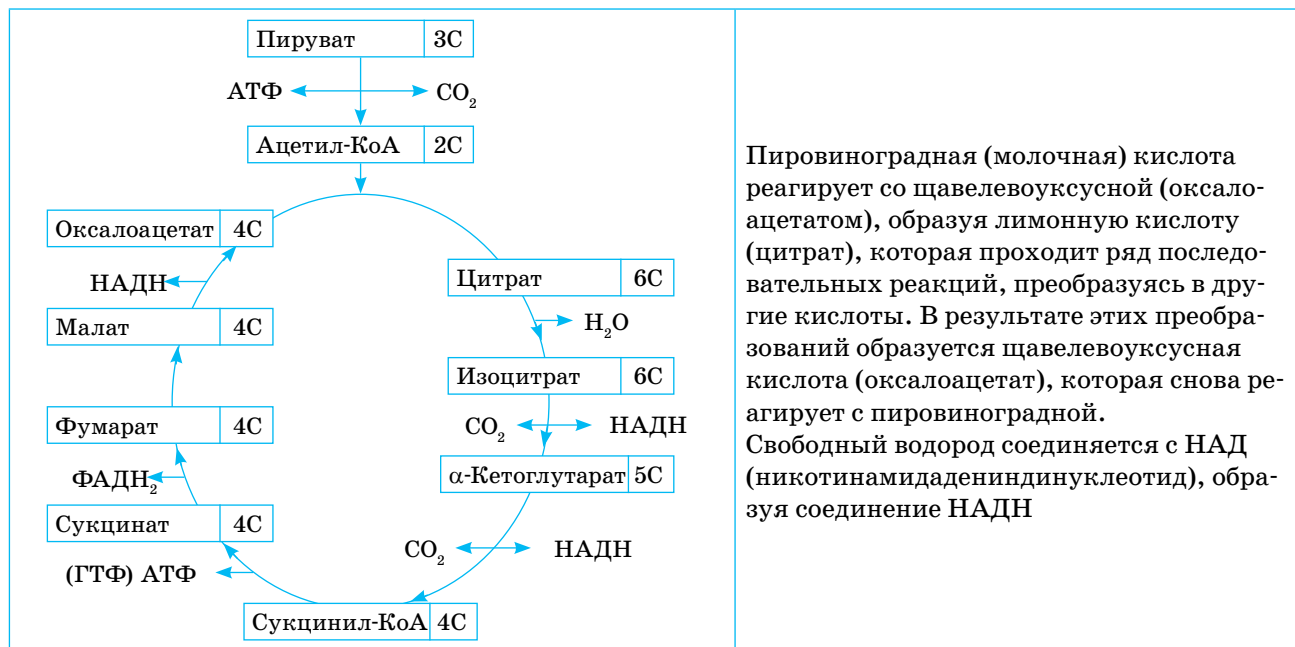 Пируват 3С
АТФ CO₂
Ацетил-КоА 2С
Оксалоацетат 4С
НАДН
Цитрат 6С
H₂O
Малат 4С
Изоцитрат 6С
CO₂ НАДН
Фумарат 4С
α-Кетоглутарат 5С
ФАДН₂
Сукцинат 4С
CO₂ НАДН
(ГТФ) АТФ
Сукцинил-КоА 4С
Пировиноградная (молочная) кислота
реагирует со щавелевоуксусной (оксало-
ацетатом), образуя лимонную кислоту
(цитрат), которая проходит ряд последо-
вательных реакций, преобразуясь в дру-
гие кислоты. В результате этих преобра-
зований образуется щавелевоуксусная
кислота (оксалоацетат), которая снова ре-
агирует с пировиноградной.
Свободный водород соединяется с НАД
(никотинамидадениндинуклеотид), обра-
зуя соединение НАДН